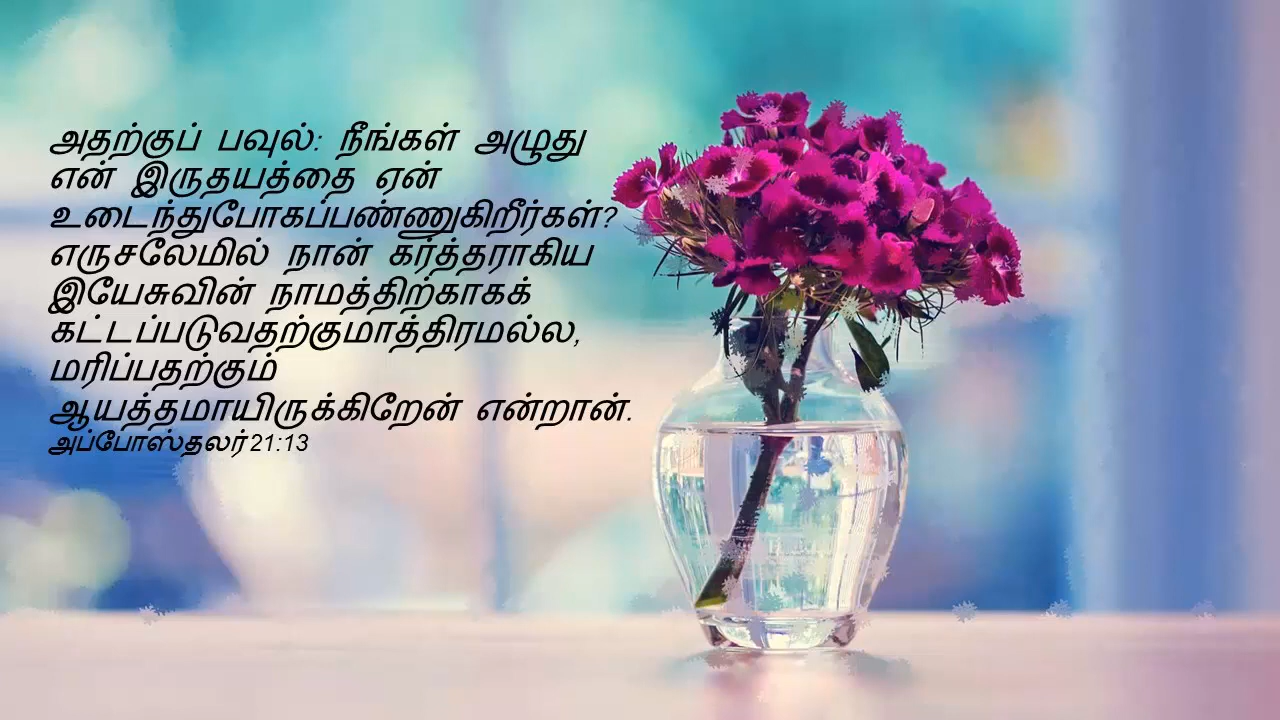 அதற்குப் பவுல்: நீங்கள் அழுது
என் இருதயத்தை ஏன்
உடைந்துபோகப்பண்ணுகிறீர்கள்?
எருசலேமில் நான் கர்த்தராகிய
இயேசுவின் நாமத்திற்காகக்
கட்டப்படுவதற்குமாத்திரமல்ல,
மரிப்பதற்கும்
ஆயத்தமாயிருக்கிறேன் என்றான்.
அப்போஸ்தலர் 21:13